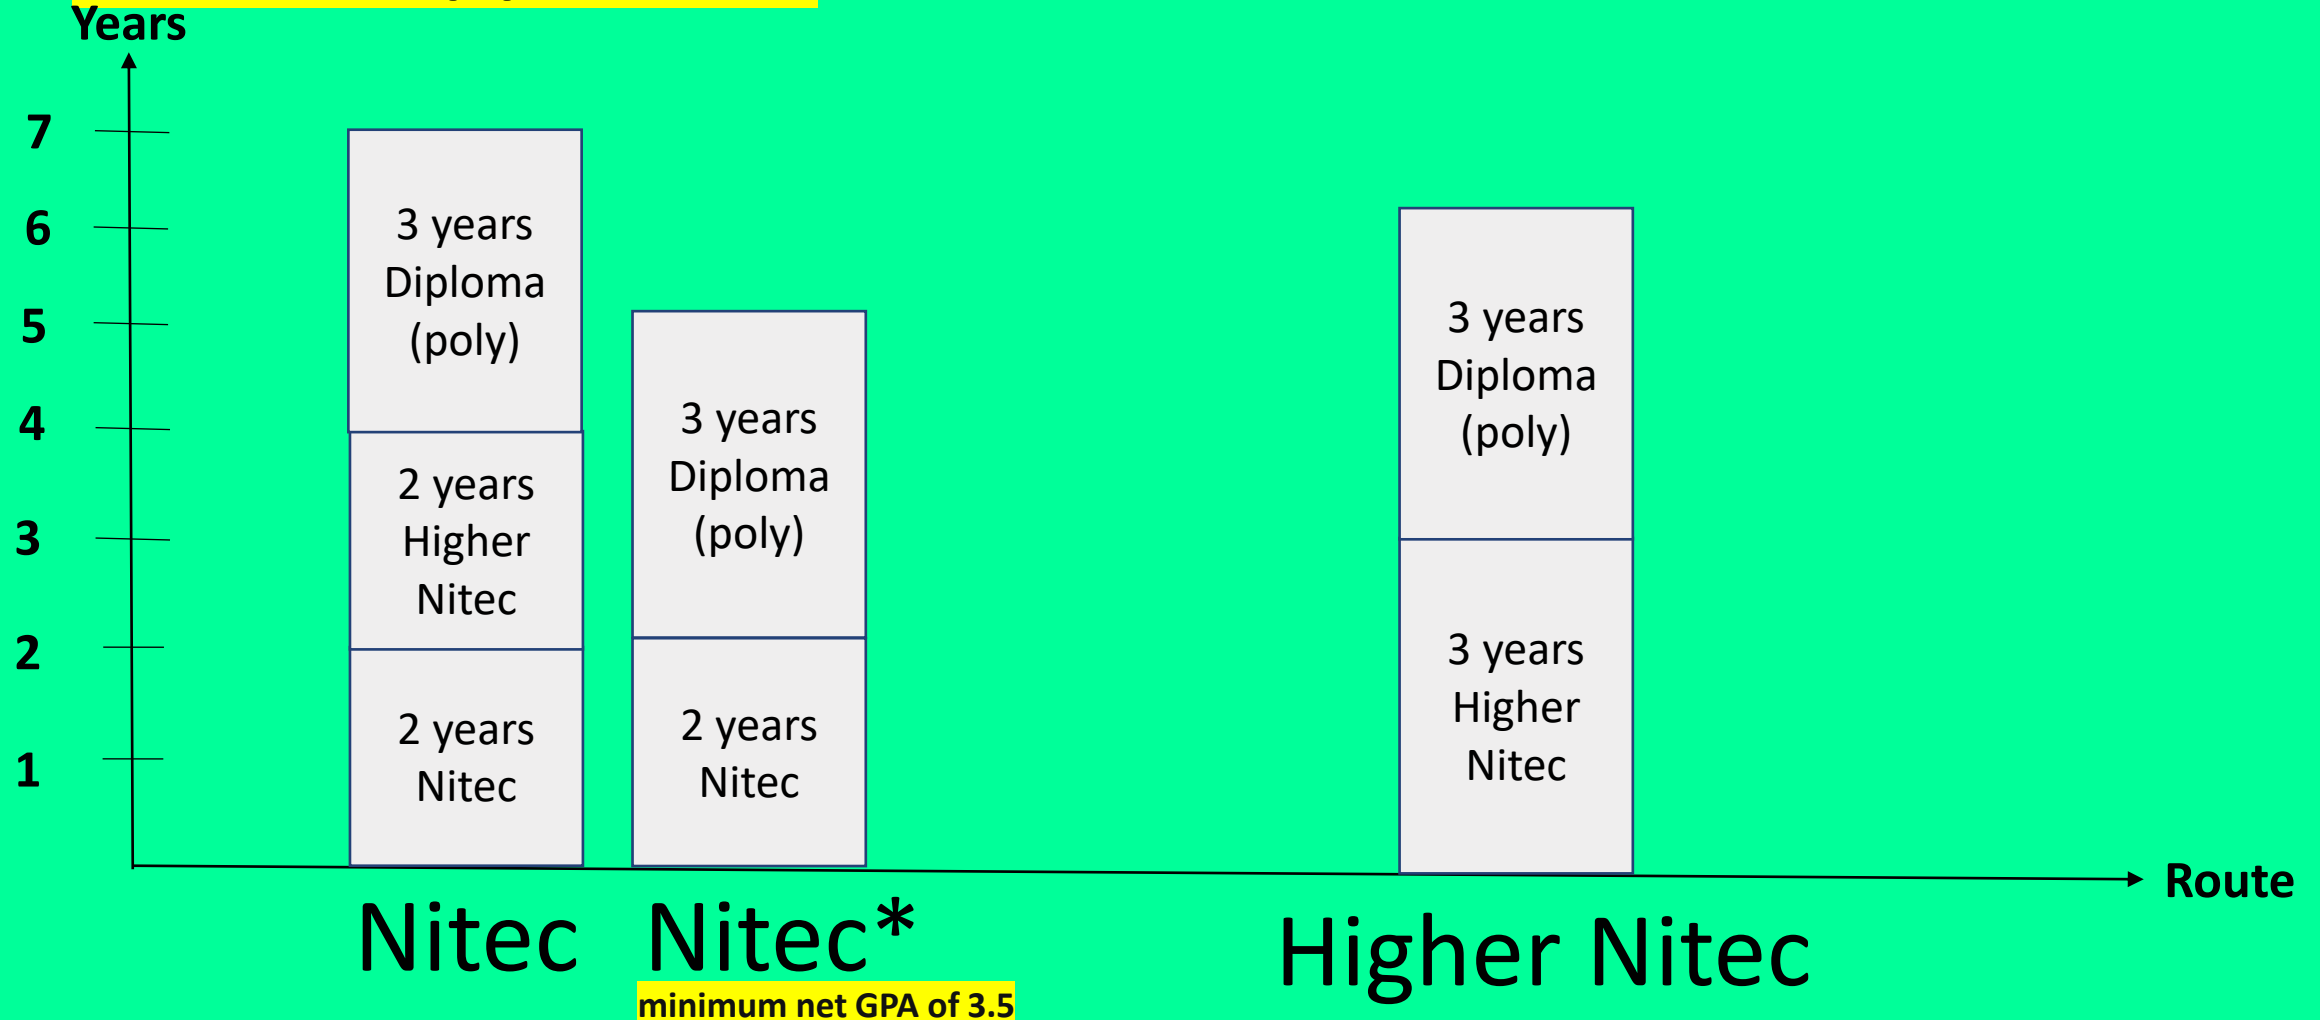 Years
7
6
5
4
3
2
1
3 years
Diploma
(poly)
2 years
Higher
Nitec
2 years
Nitec
3 years
Diploma
(poly)
2 years
Nitec
3 years
Diploma
(poly)
3 years
Higher
Nitec
Route
Nitec
Nitec*
Higher Nitec
minimum net GPA of 3.5